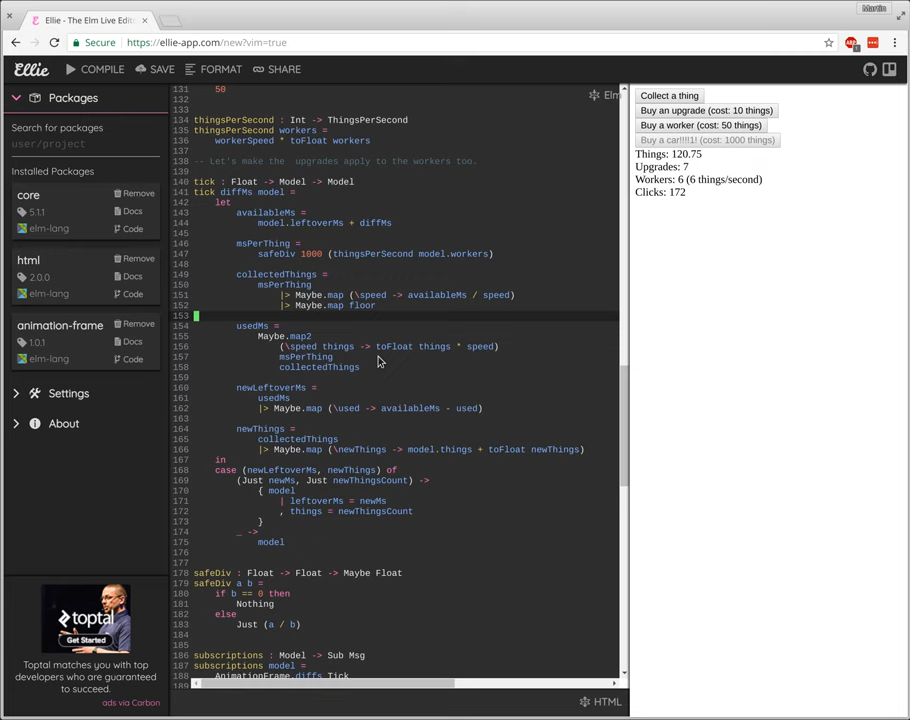 Martin
Ellie - The Elm Live Edit
Secure
https://ellie-app.com/new?vim=true
Ellie
COMPILE
SAVE
FORMAT
SHARE
Packages
Search for packages
user/project
Installed Packages
core
Remove
5.1.1
Docs
elm-lang
Code
html
Remove
2.0.0
Docs
elm-lang
Code
animation-frame
Remove
1.0.1
Docs
elm-lang
Code
Settings
About
toptal
Get Started
Toptal matches you with top
developers who are guaranteed
to succeed.
ads via Carbon
Elm
131 50
132
133
134 thingsPerSecond : Int -> ThingsPerSecond
135 thingsPerSecond workers =
136 workerSpeed * toFloat workers
137
138 -- Let's make the  upgrades apply to the workers too.
139
140 tick : Float -> Model -> Model
141 tick diffMs model =
142 let
143 availableMs =
144 model.leftoverMs + diffMs
145
146 msPerThing =
147 safeDiv 1000 (thingsPerSecond model.workers)
148
149 collectedThings =
150 msPerThing
151 |> Maybe.map (\speed -> availableMs / speed)
152 |> Maybe.map floor
153
154 usedMs =
155 Maybe.map2
156 (\speed things -> toFloat things * speed)
157 msPerThing
158 collectedThings
159
160 newLeftoverMs =
161 usedMs
162 |> Maybe.map (\used -> availableMs - used)
163
164 newThings =
165 collectedThings
166 |> Maybe.map (\newThings -> model.things + toFloat newThings)
167 in
168 case (newLeftoverMs, newThings) of
169 (Just newMs, Just newThingsCount) ->
170 { model
171 | leftoverMs = newMs
172 , things = newThingsCount
173 }
174 _ ->
175 model
176
177
178 safeDiv : Float -> Float -> Maybe Float
179 safeDiv a b =
180 if b == 0 then
181 Nothing
182 else
183 Just (a / b)
184
185
186 subscriptions : Model -> Sub Msg
187 subscriptions model =
188 AnimationFrame.diffs Tick
189
HTML
Collect a thing
Buy an upgrade (cost: 10 things)
Buy a worker (cost: 50 things)
Buy a car!!!!1! (cost: 1000 things)
Things: 120.75
Upgrades: 7
Workers: 6 (6 things/second)
Clicks: 172